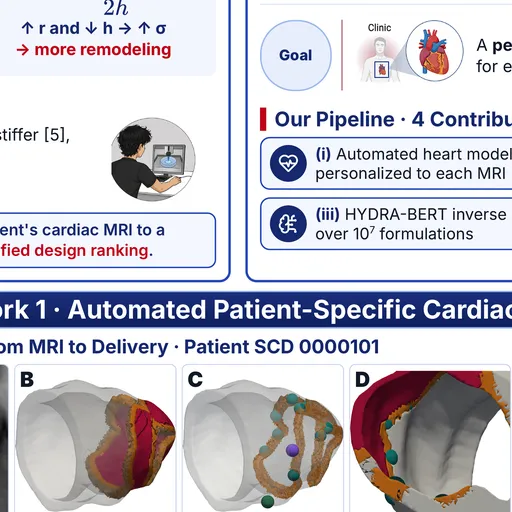 2h
↑ r and ↓ h → ↑ σ
→ more remodeling
stiffer [5],
ent's cardiac MRI to a
fied design ranking.
Goal
Clinic
A pe
for e
Our Pipeline · 4 Contribu
(i) Automated heart model
personalized to each MRI
(iii) HYDRA-BERT inverse
over 10⁷ formulations
ork 1 · Automated Patient-Specific Cardiac
om MRI to Delivery · Patient SCD 0000101
B
C
D